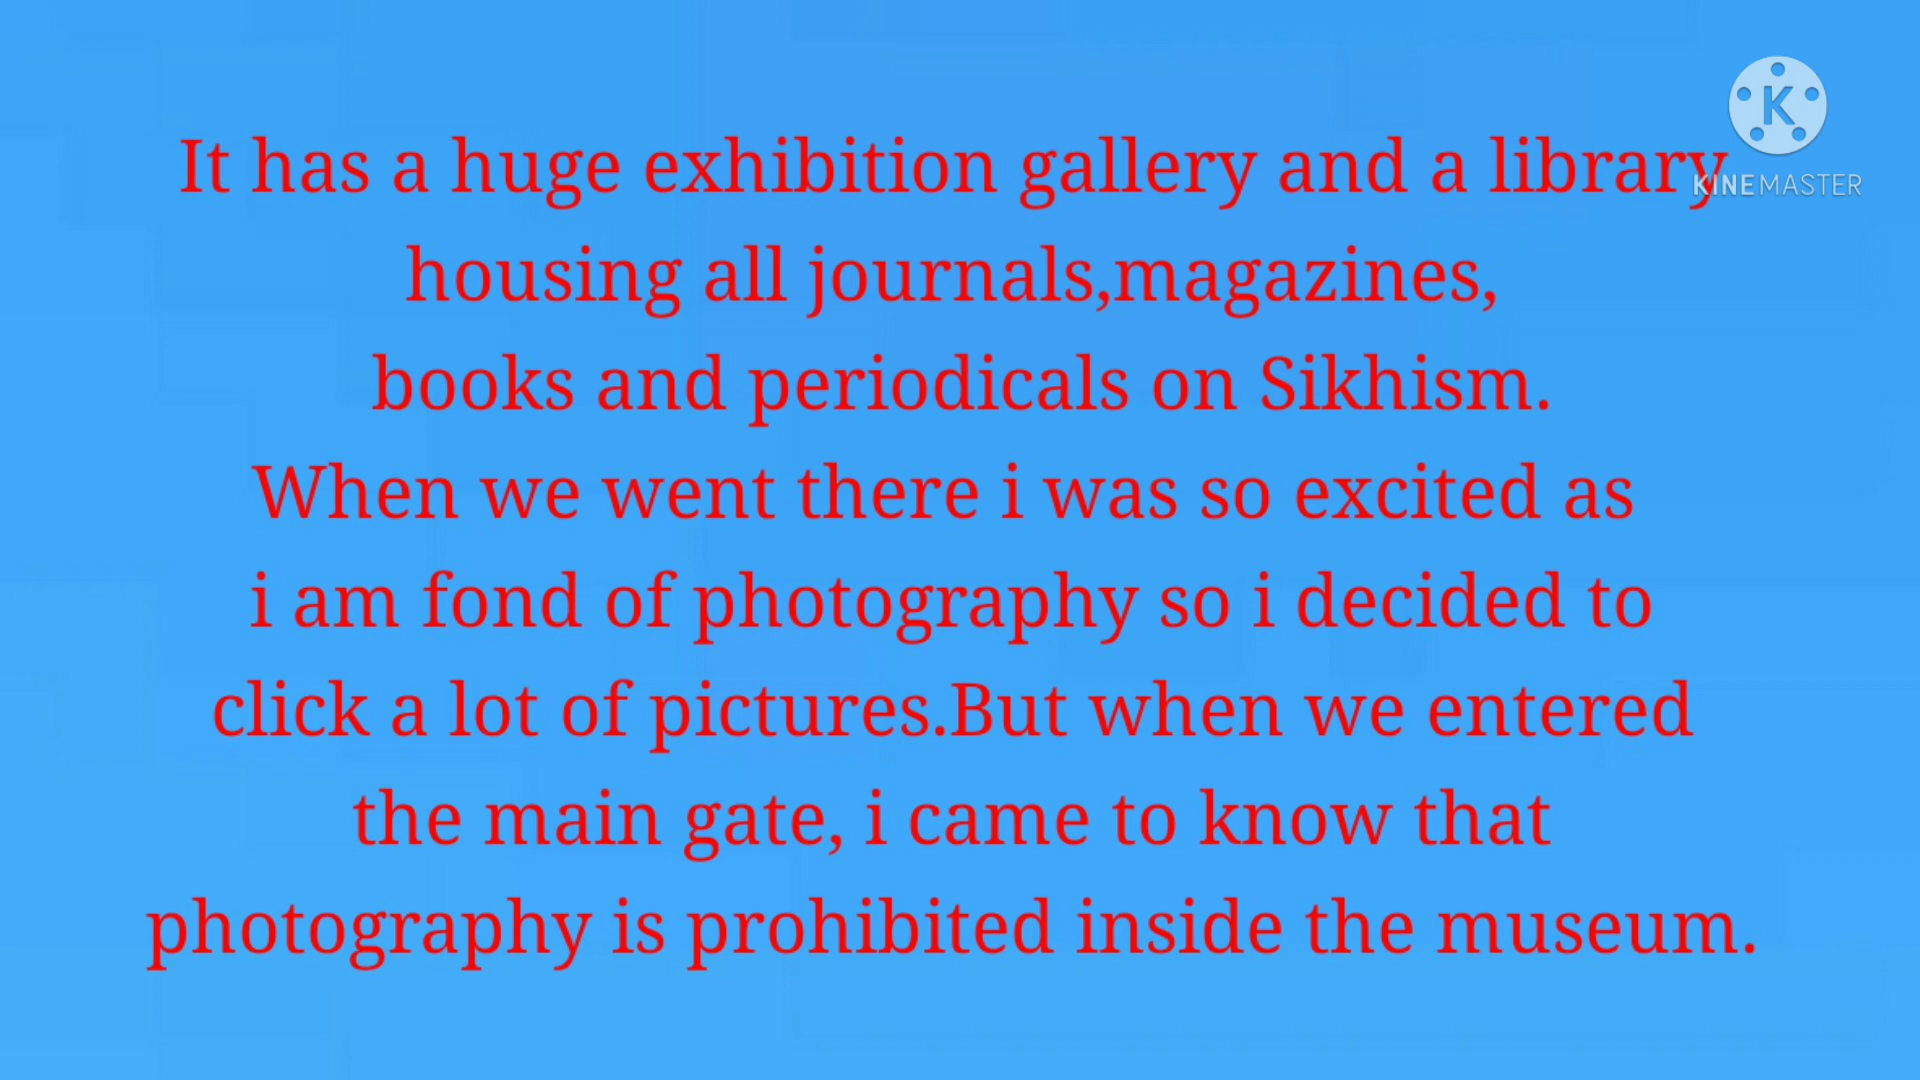 It has a huge exhibition gallery and a library
housing all journals,magazines,
books and periodicals on Sikhism.
When we went there i was so excited as
i am fond of photography so i decided to
click a lot of pictures.But when we entered
the main gate, i came to know that
photography is prohibited inside the museum.
K
KINEMASTER